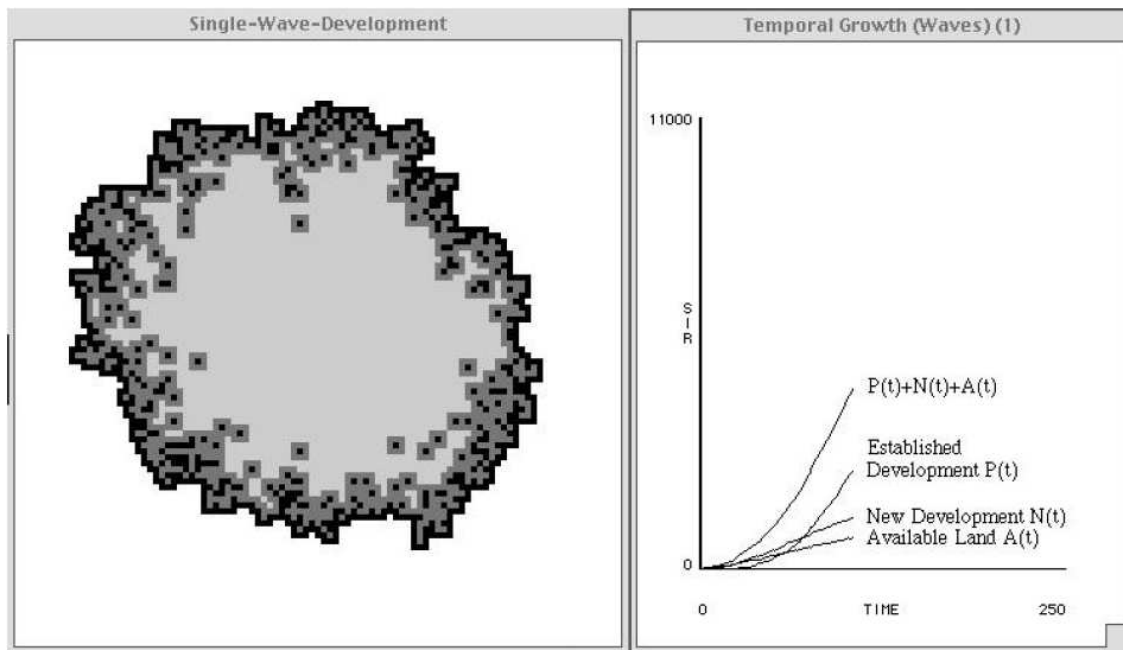 Single-Wave-Development
Temporal Growth (Waves) (1)
11000
S
I
R
P(t)+N(t)+A(t)
Established
Development P(t)
New Development N(t)
Available Land A(t)
0
0
TIME
250